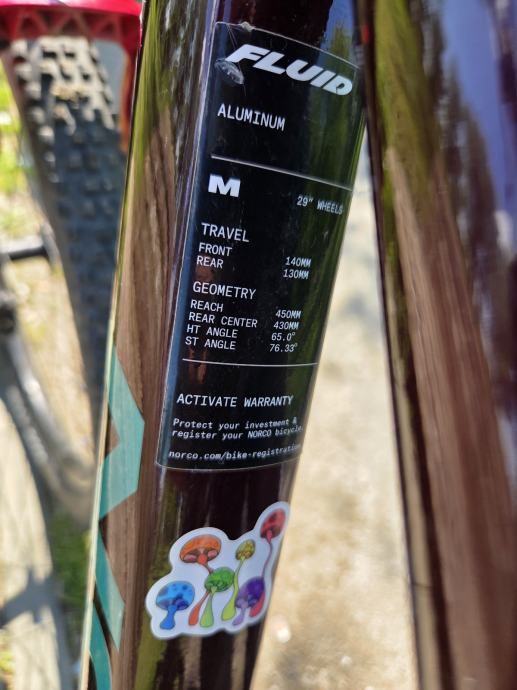 FLUID
ALUMINUM
M 29" WHEELS
TRAVEL
FRONT 140MM
REAR 130MM
GEOMETRY
REACH 450MM
REAR CENTER 430MM
HT ANGLE 65.0°
ST ANGLE 76.33°
ACTIVATE WARRANTY
Protect your investment &
register your NORCO bicycle.
norco.com/bike-registration